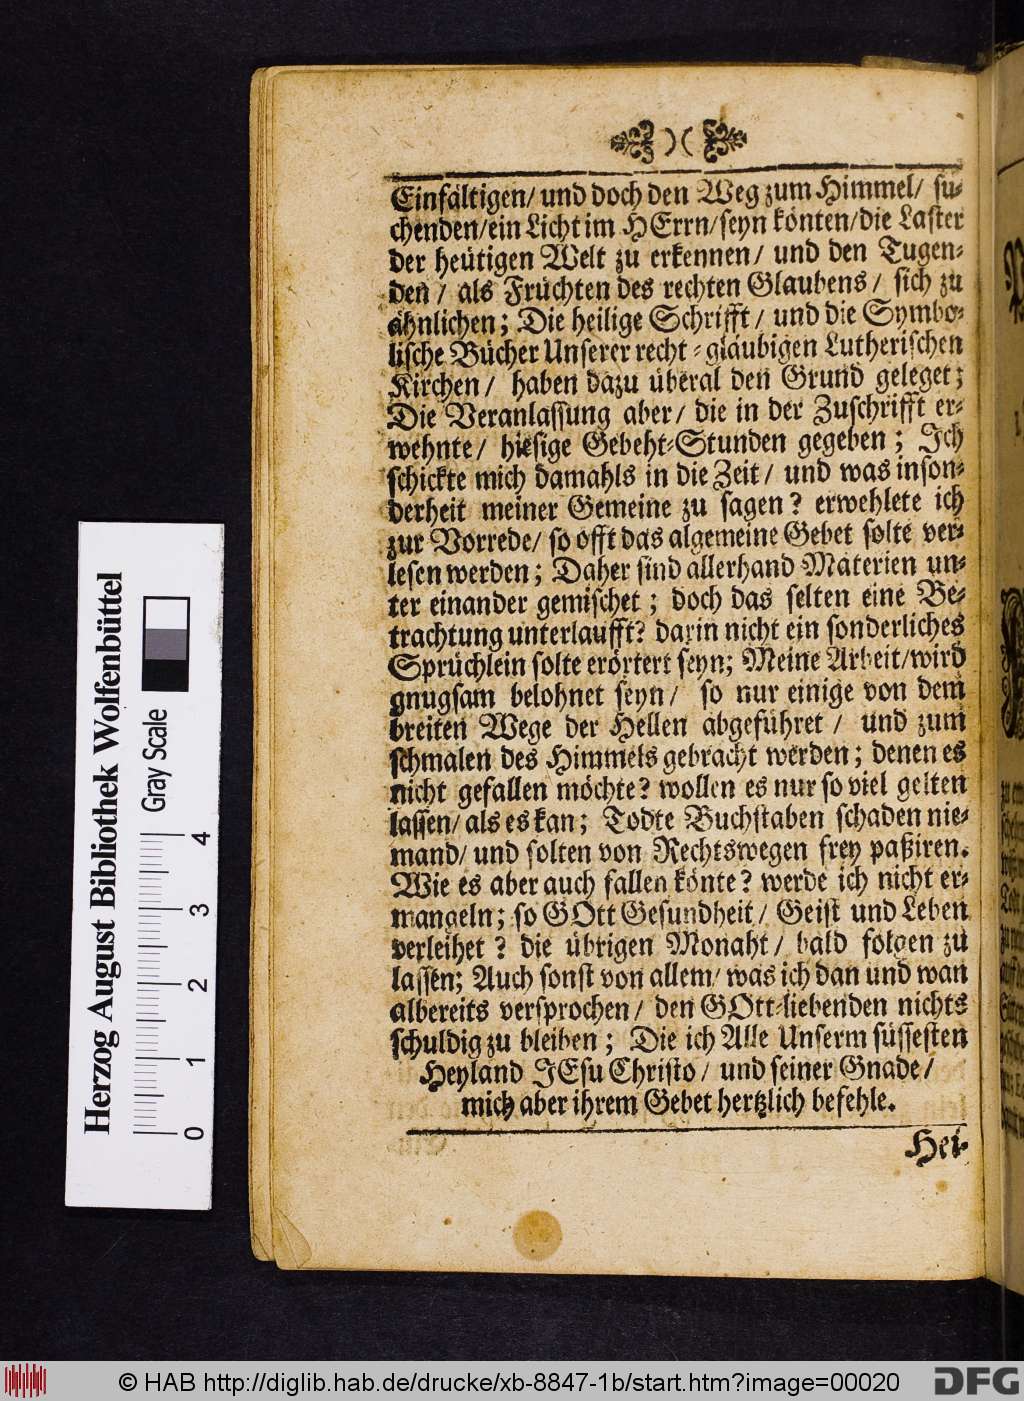 Einfältigen/ und doch den Weg zum Himmel/ su-
chenden/ ein Licht im HErrn/ seyn könten/ die Laster
der heütigen Welt zu erkennen/ und den Tugen-
den/ als Früchten des rechten Glaubens/ sich zu
ähnlichen; Die heilige Schrifft/ und die Symbo-
lische Bücher Unserer recht-gläubigen Lutherischen
Kirchen/ haben dazu überal den Grund geleget;
Die Veranlassung aber/ die in der Zuschrifft er-
wehnte/ hiesige Gebeht-Stunden gegeben; Ich
schickte mich damahls in die Zeit/ und was inson-
derheit meiner Gemeine zu sagen? erwehlete ich
zur Vorrede/ so offt das algemeine Gebet solte ver-
lesen werden; Daher sind allerhand Materien un-
ter einander gemischet; doch das selten eine Be-
trachtung unterlaufft? darin nicht ein sonderliches
Sprüchlein solte erörtert seyn; Meine Arbeit/ wird
gnugsam belohnet seyn/ so nur einige von dem
breiten Wege der Hellen abgeführet/ und zum
schmalen des Himmels gebracht werden; denen es
nicht gefallen möchte? wollen es nur so viel gelten
lassen/ als es kan; Todte Buchstaben schaden nie-
mand/ und solten von Rechtswegen frey paßiren.
Wie es aber auch fallen könte? werde ich nicht er-
mangeln; so GOtt Gesundheit/ Geist und Leben
verleihet? die übrigen Monaht/ bald folgen zu
lassen; Auch sonst von allem/ was ich dan und wan
albereits versprochen/ den GOtt-liebenden nichts
schuldig zu bleiben; Die ich Alle Unserm süssesten
Heyland JEsu Christo/ und seiner Gnade/
mich aber ihrem Gebet hertzlich befehle.
Hei-
Herzog August Bibliothek Wolfenbüttel
Gray Scale
0 1 2 3 4
© HAB http://diglib.hab.de/drucke/xb-8847-1b/start.htm?image=00020
DFG